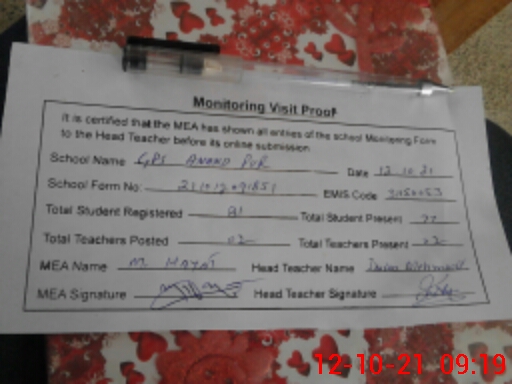 Monitoring Visit Proof
It is certified that the MEA has shown all entries of the school Monitoring Form
to the Head Teacher before its online submission
School Name GPS ANAND PUR Date 12.10.21
School Form No: EMIS Code
Total Student Registered 91 Total Student Present
Total Teachers Posted 02 Total Teachers Present 02
MEA Name M HAYAT Head Teacher Name
MEA Signature Head Teacher Signature
12-10-21 09:19